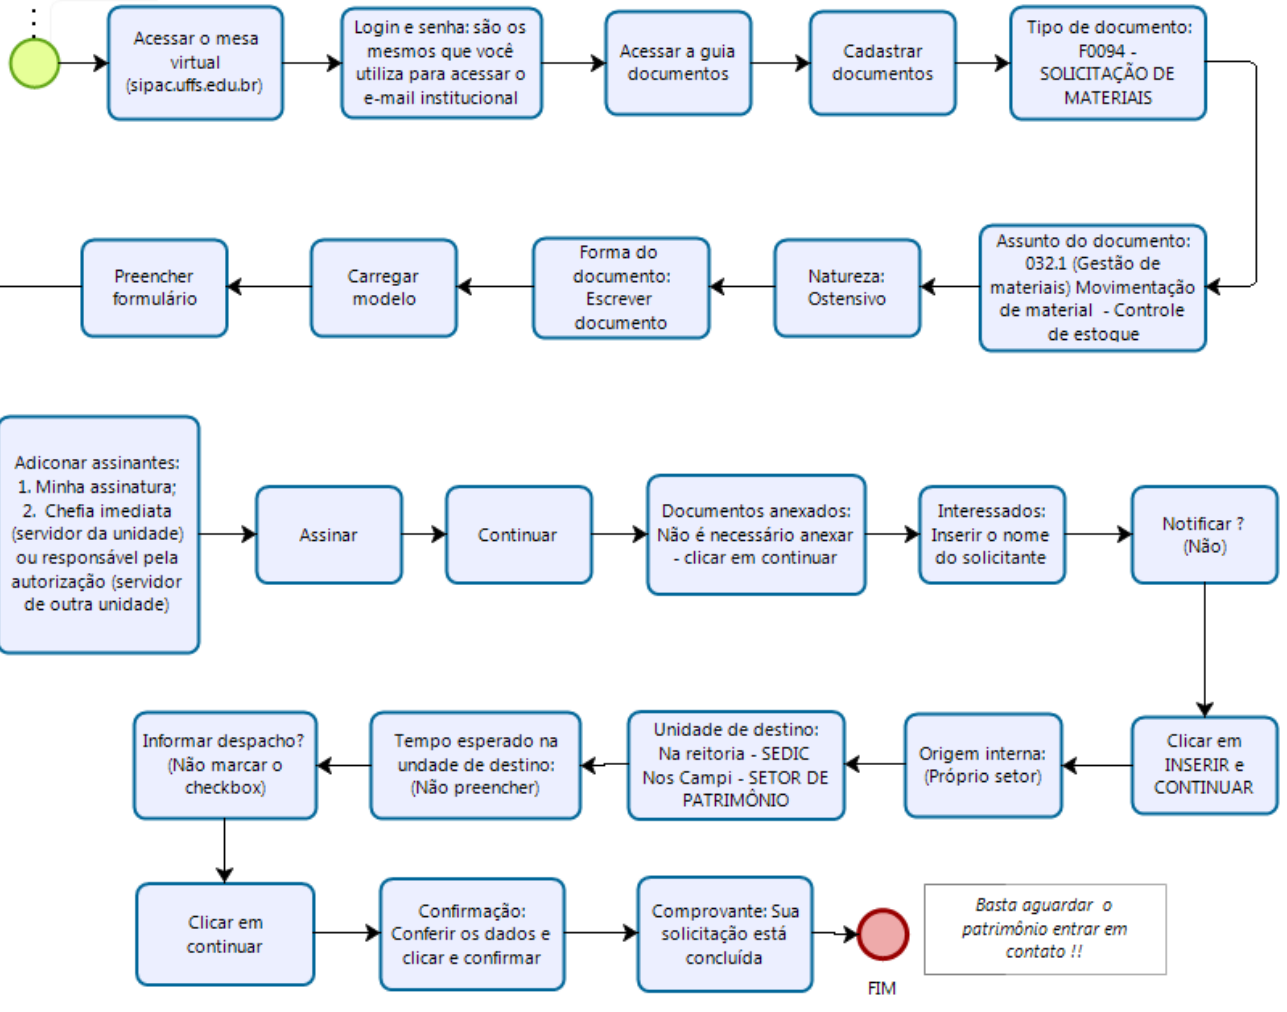 Acessar o mesa
virtual
(sipac.uffs.edu.br)
Login e senha: são os
mesmos que você
utiliza para acessar o
e-mail institucional
Acessar a guia
documentos
Cadastrar
documentos
Tipo de documento:
F0094 -
SOLICITAÇÃO DE
MATERIAIS
Assunto do documento:
032.1 (Gestão de
materiais) Movimentação
de material - Controle
de estoque
Natureza:
Ostensivo
Forma do
documento:
Escrever
documento
Carregar
modelo
Preencher
formulário
Adiconar assinantes:
1. Minha assinatura;
2. Chefia imediata
(servidor da unidade)
ou responsável pela
autorização (servidor
de outra unidade)
Assinar
Continuar
Documentos anexados:
Não é necessário anexar
- clicar em continuar
Interessados:
Inserir o nome
do solicitante
Notificar ?
(Não)
Clicar em
INSERIR e
CONTINUAR
Origem interna:
(Próprio setor)
Unidade de destino:
Na reitoria - SEDIC
Nos Campi - SETOR DE
PATRIMÔNIO
Tempo esperado na
undade de destino:
(Não preencher)
Informar despacho?
(Não marcar o
checkbox)
Clicar em
continuar
Confirmação:
Conferir os dados e
clicar e confirmar
Comprovante: Sua
solicitação está
concluída
FIM
Basta aguardar o
patrimônio entrar em
contato !!